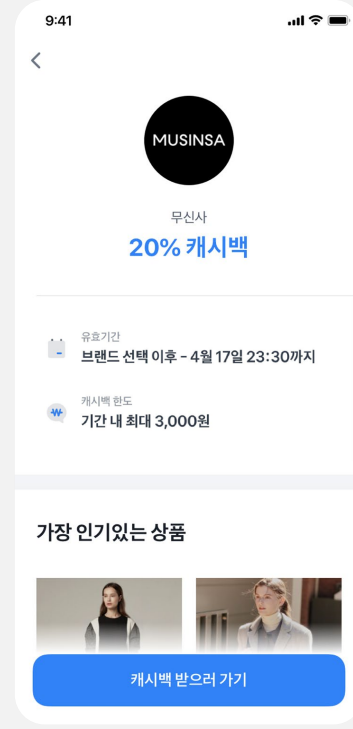 9:41
MUSINSA
무신사
20% 캐시백
유효기간
브랜드 선택 이후 - 4월 17일 23:30까지
캐시백 한도
₩
기간 내 최대 3,000원
가장 인기있는 상품
캐시백 받으러 가기